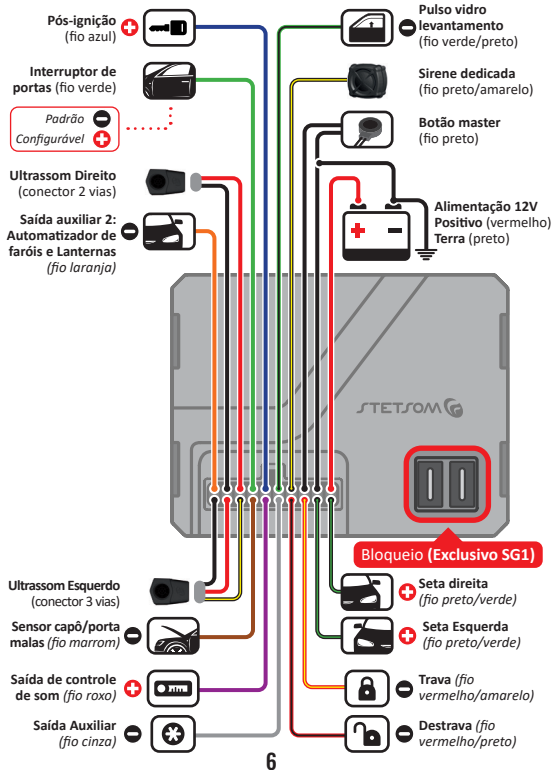 Pós-ignição
(fio azul)
Interruptor de
portas (fio verde)
Padrão
Configurável
Ultrassom Direito
(conector 2 vias)
Saída auxiliar 2:
Automatizador de
faróis e Lanternas
(fio laranja)
Pulso vidro
levantamento
(fio verde/preto)
Sirene dedicada
(fio preto/amarelo)
Botão master
(fio preto)
Alimentação 12V
Positivo (vermelho)
Terra (preto)
STETSOM
Bloqueio (Exclusivo SG1)
Ultrassom Esquerdo
(conector 3 vias)
Sensor capô/porta
malas (fio marrom)
Saída de controle
de som (fio roxo)
Saída Auxiliar
(fio cinza)
Seta direita
(fio preto/verde)
Seta Esquerda
(fio preto/verde)
Trava (fio
vermelho/amarelo)
Destrava (fio
vermelho/preto)
6